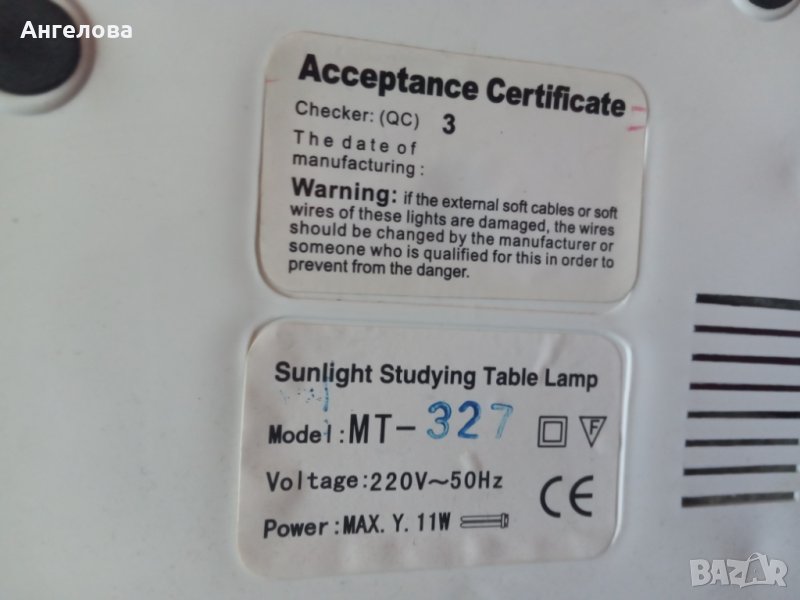 Ангелова
Acceptance Certificate
Checker: (QC) 3
The date of
manufacturing :
Warning: if the external soft cables or soft
wires of these lights are damaged, the wires
should be changed by the manufacturer or
someone who is qualified for this in order to
prevent from the danger.
Sunlight Studying Table Lamp
Model:MT-327
F
Voltage:220V~50Hz
CE
Power:MAX. Y. 11W
BAZAR